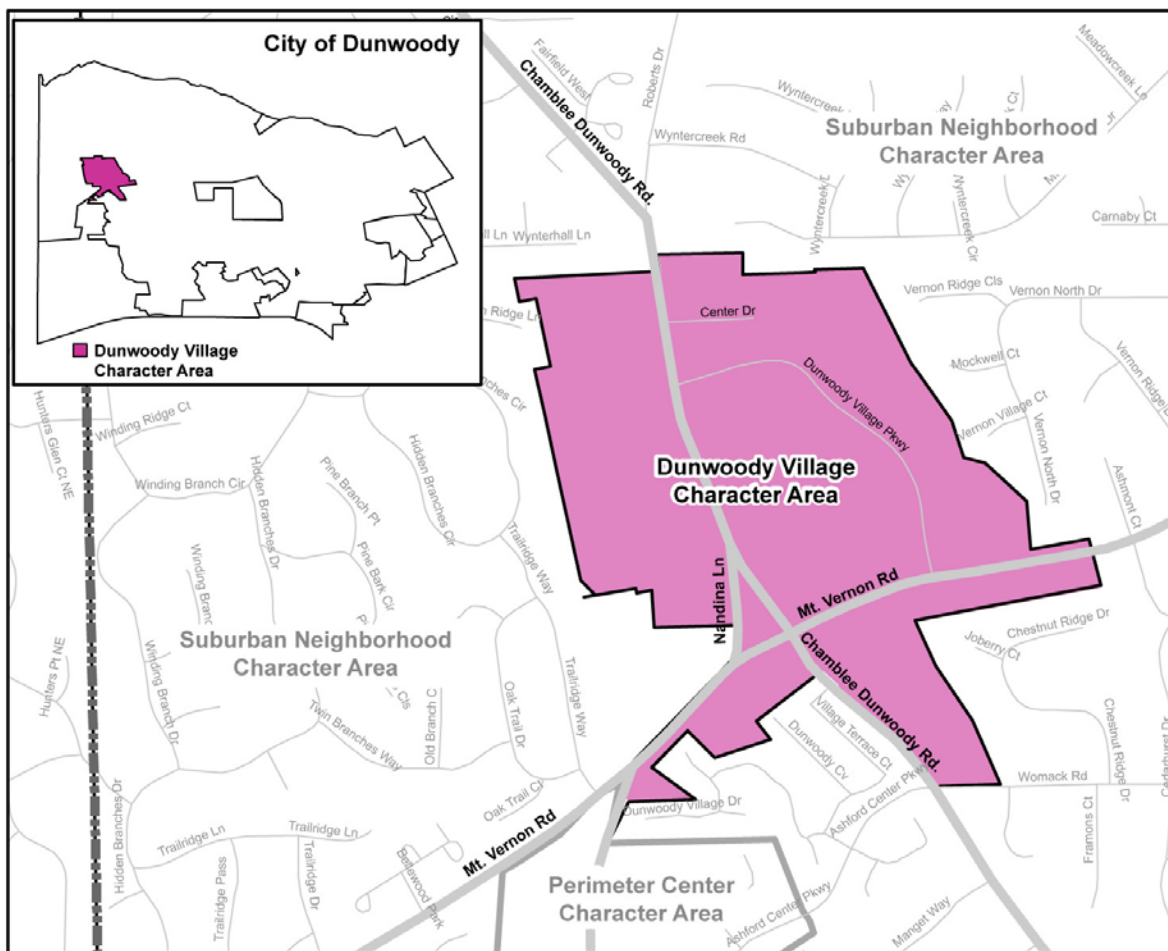 City of Dunwoody
Dunwoody Village
Character Area
Fairfield West
Roberts Dr
Chamblee Dunwoody Rd.
Meadowcreek Ln
Wyntercreek Rd
Suburban Neighborhood
Character Area
Wyntercreek Cir
Carnaby Ct
Wynterhall Ln
Center Dr
Vernon Ridge Cls
Vernon North Dr
Mockwell Ct
Dunwoody Village Pkwy
Vernon Village Ct
Vernon North Dr
Ashmont Ct
Hunters Glen Ct NE
Winding Ridge Ct
Winding Branch Cir
Hidden Branches Dr
Pine Branch Pt
Hidden Branches Cir
Dunwoody Village
Character Area
Trailridge Way
Pine Bark Cir
Nandina Ln
Mt. Vernon Rd
Suburban Neighborhood
Character Area
Winding Branch Dr
Hunters Pt NE
Twin Branches Way
Oak Trail Dr
Trailridge Way
Chamblee Dunwoody Rd.
Joberry Ct
Chestnut Ridge Dr
Village Terrace Ct
Dunwoody Cv
Chestnut Ridge Dr
Cedarhurst Dr
Womack Rd
Ashford Center Pkwy
Dunwoody Village Dr
Oak Trail Ct
Mt. Vernon Rd
Hidden Branches Dr
Trailridge Ln
Trailridge Ln
Trailridge Pass
Trailridge Dr
Bellewood Park
Framons Ct
Perimeter Center
Character Area
Ashford Center Pkwy
Manget Way